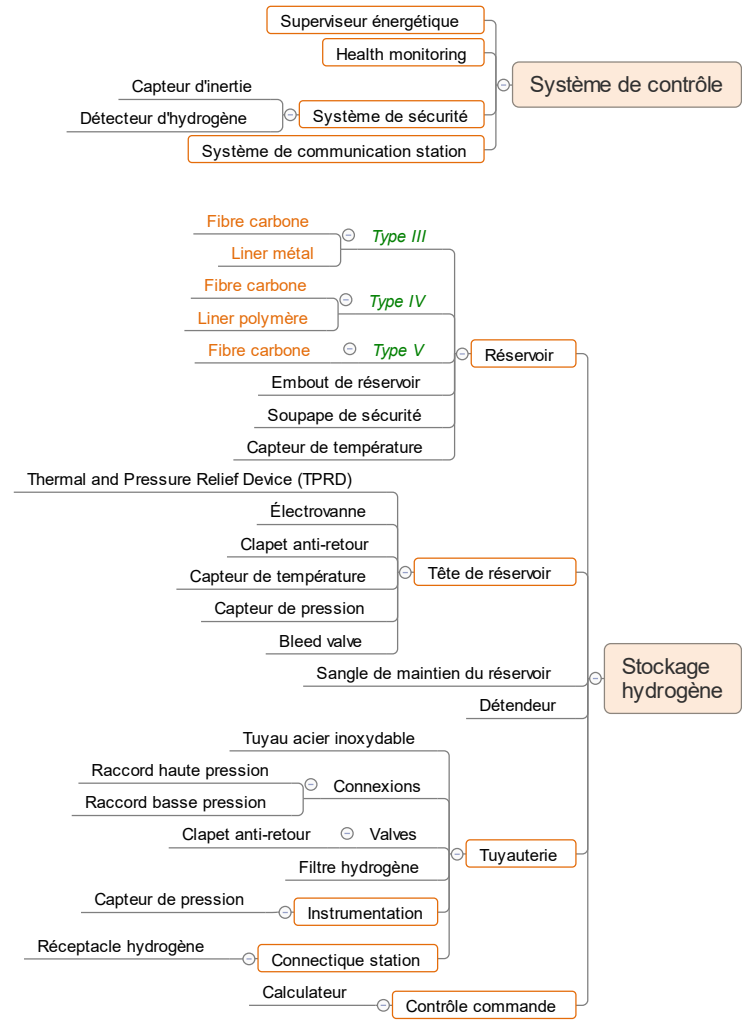 Superviseur énergétique
Health monitoring
Système de contrôle
Capteur d'inertie
Détecteur d'hydrogène
Système de sécurité
Système de communication station
Fibre carbone
Type III
Liner métal
Fibre carbone
Type IV
Liner polymère
Fibre carbone
Type V
Réservoir
Embout de réservoir
Soupape de sécurité
Capteur de température
Thermal and Pressure Relief Device (TPRD)
Électrovanne
Clapet anti-retour
Tête de réservoir
Capteur de température
Capteur de pression
Bleed valve
Sangle de maintien du réservoir
Stockage
hydrogène
Détendeur
Tuyau acier inoxydable
Raccord haute pression
Connexions
Raccord basse pression
Clapet anti-retour
Valves
Tuyauterie
Filtre hydrogène
Capteur de pression
Instrumentation
Réceptacle hydrogène
Connectique station
Calculateur
Contrôle commande